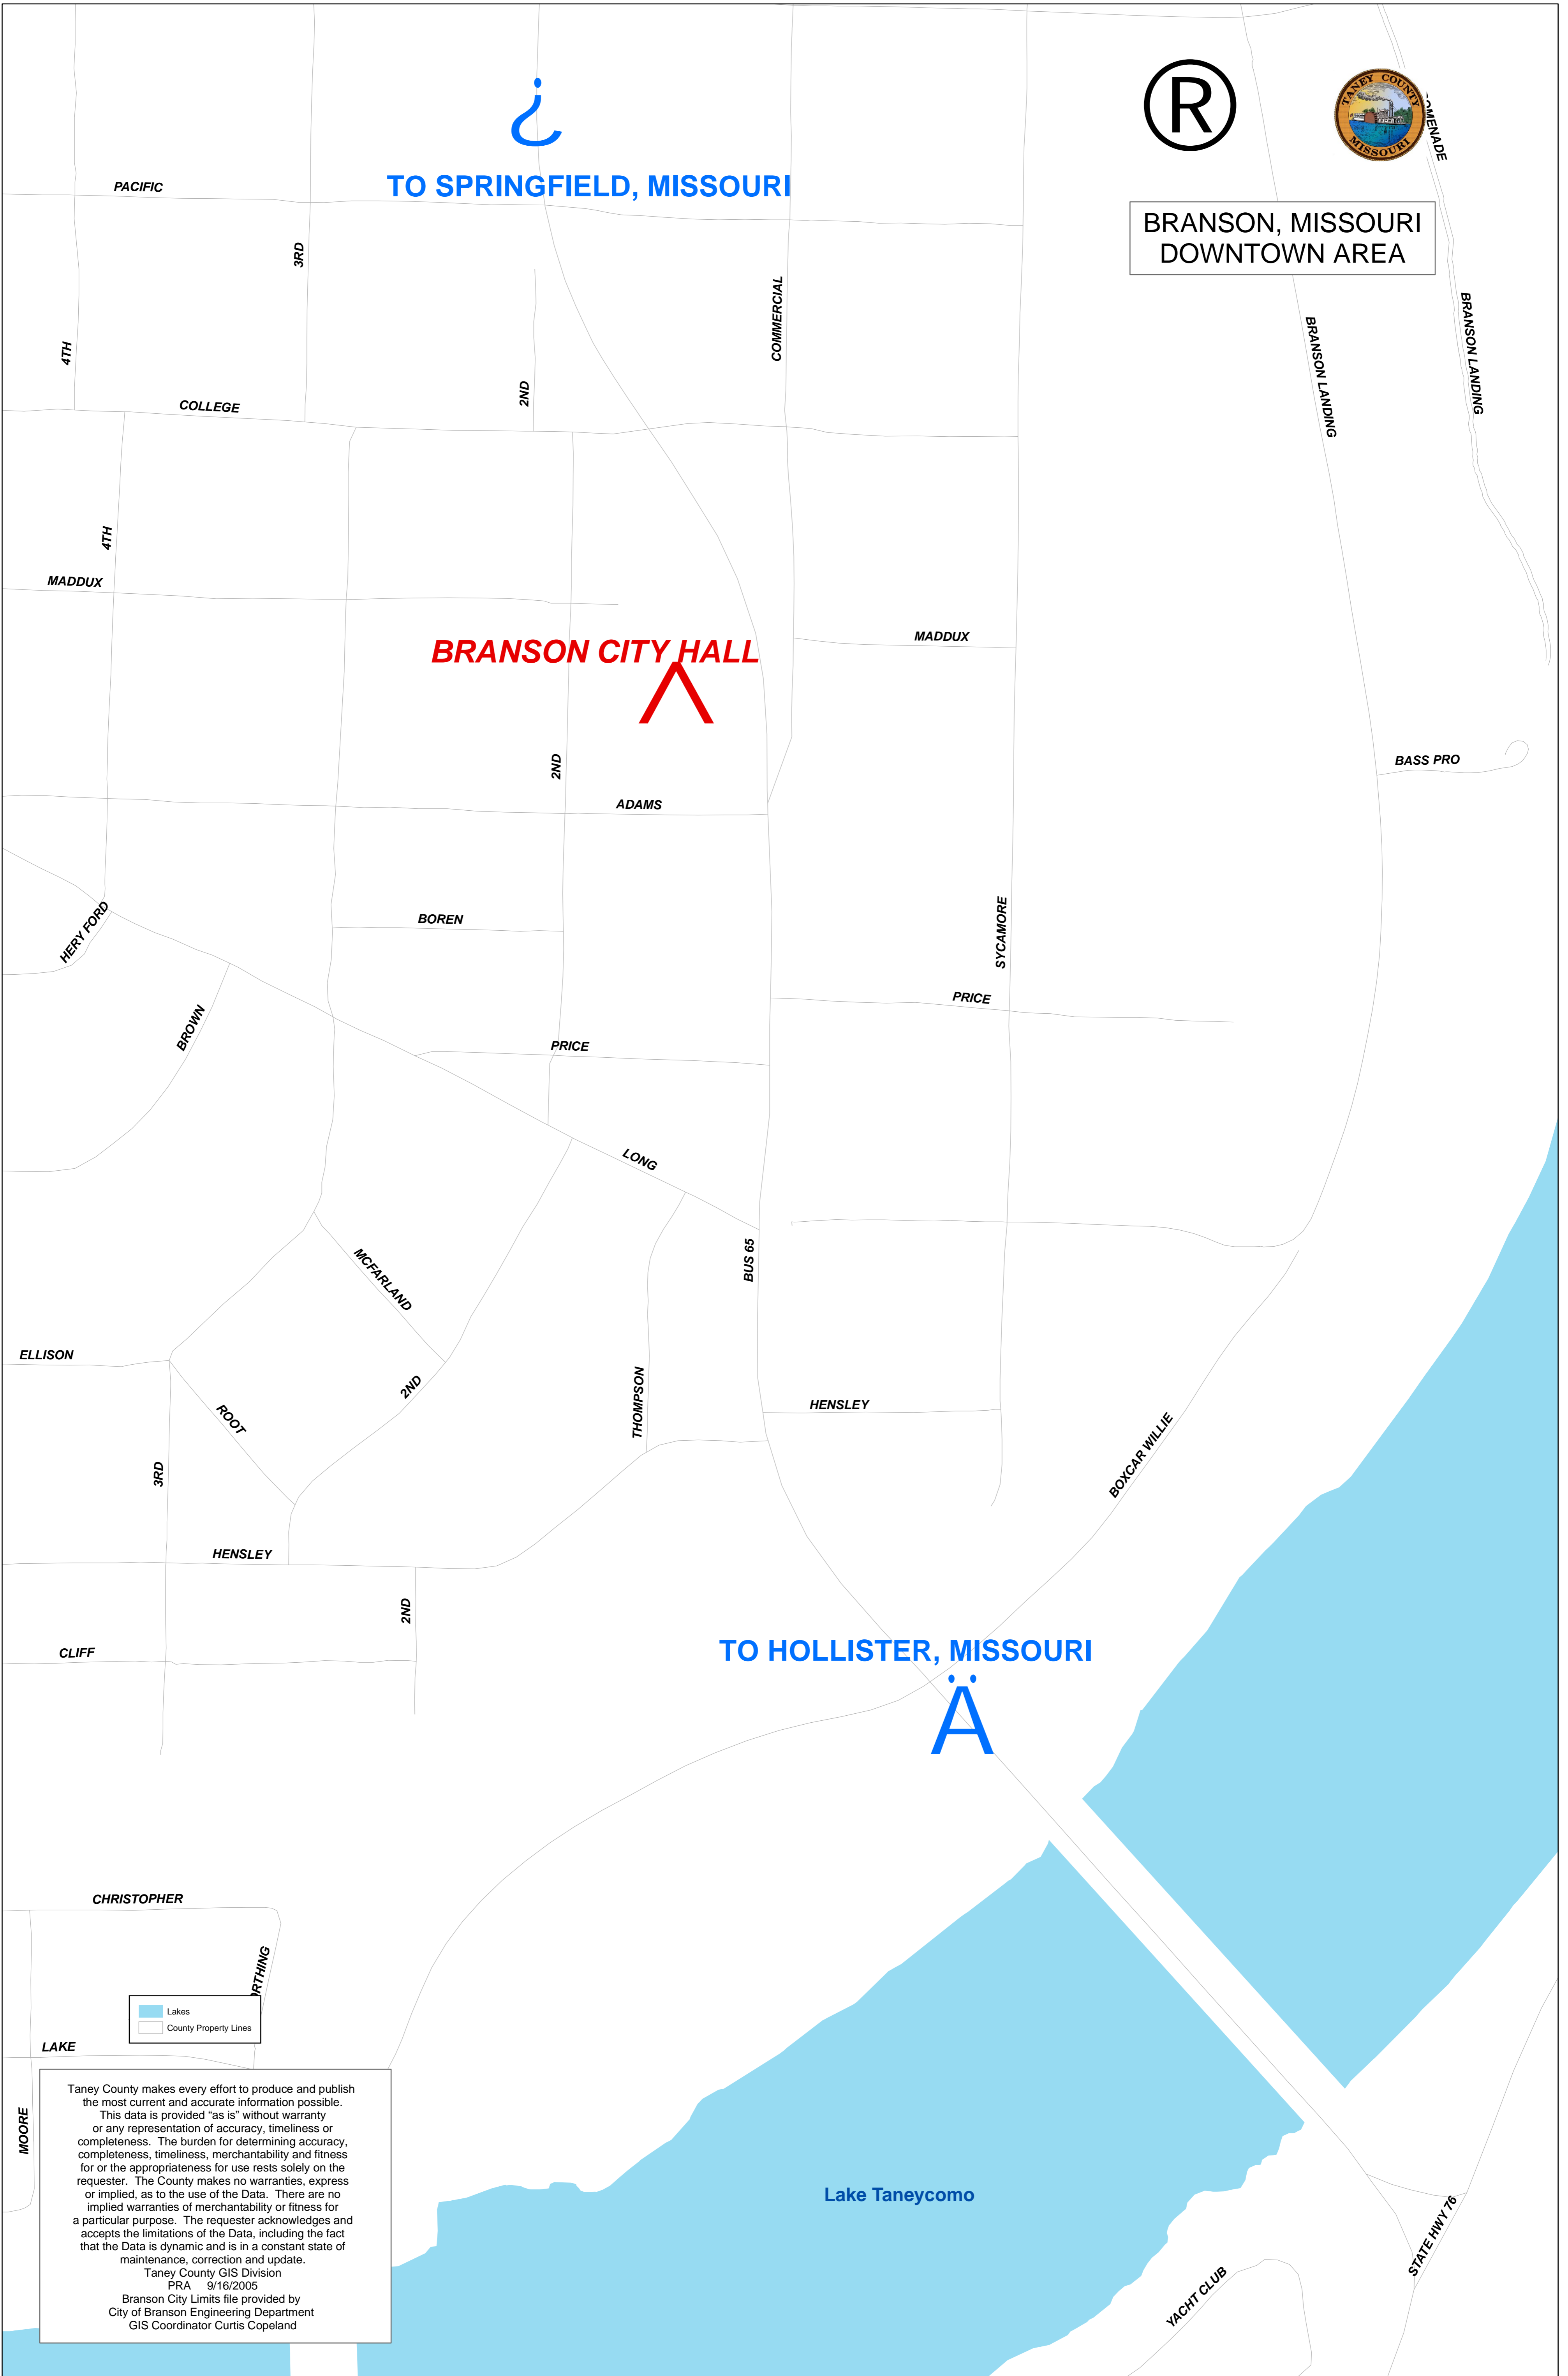 ¿
TO SPRINGFIELD, MISSOURI
®
TANEY COUNTY
MISSOURI
BRANSON, MISSOURI
DOWNTOWN AREA
PACIFIC
3RD
4TH
2ND
COMMERCIAL
BRANSON LANDING
BRANSON LANDING
COLLEGE
4TH
MADDUX
BRANSON CITY HALL
MADDUX
2ND
BASS PRO
ADAMS
HERY FORD
BOREN
SYCAMORE
BROWN
PRICE
PRICE
LONG
BUS 65
MCFARLAND
ELLISON
2ND
ROOT
THOMPSON
HENSLEY
BOXCAR WILLIE
3RD
HENSLEY
2ND
CLIFF
TO HOLLISTER, MISSOURI
Ä
CHRISTOPHER
Lakes
County Property Lines
LAKE
MOORE
Taney County makes every effort to produce and publish
the most current and accurate information possible.
This data is provided “as is” without warranty
or any representation of accuracy, timeliness or
completeness. The burden for determining accuracy,
completeness, timeliness, merchantability and fitness
for or the appropriateness for use rests solely on the
requester. The County makes no warranties, express
or implied, as to the use of the Data. There are no
implied warranties of merchantability or fitness for
a particular purpose. The requester acknowledges and
accepts the limitations of the Data, including the fact
that the Data is dynamic and is in a constant state of
maintenance, correction and update.
Taney County GIS Division
PRA 9/16/2005
Branson City Limits file provided by
City of Branson Engineering Department
GIS Coordinator Curtis Copeland
Lake Taneycomo
STATE HWY 76
YACHT CLUB